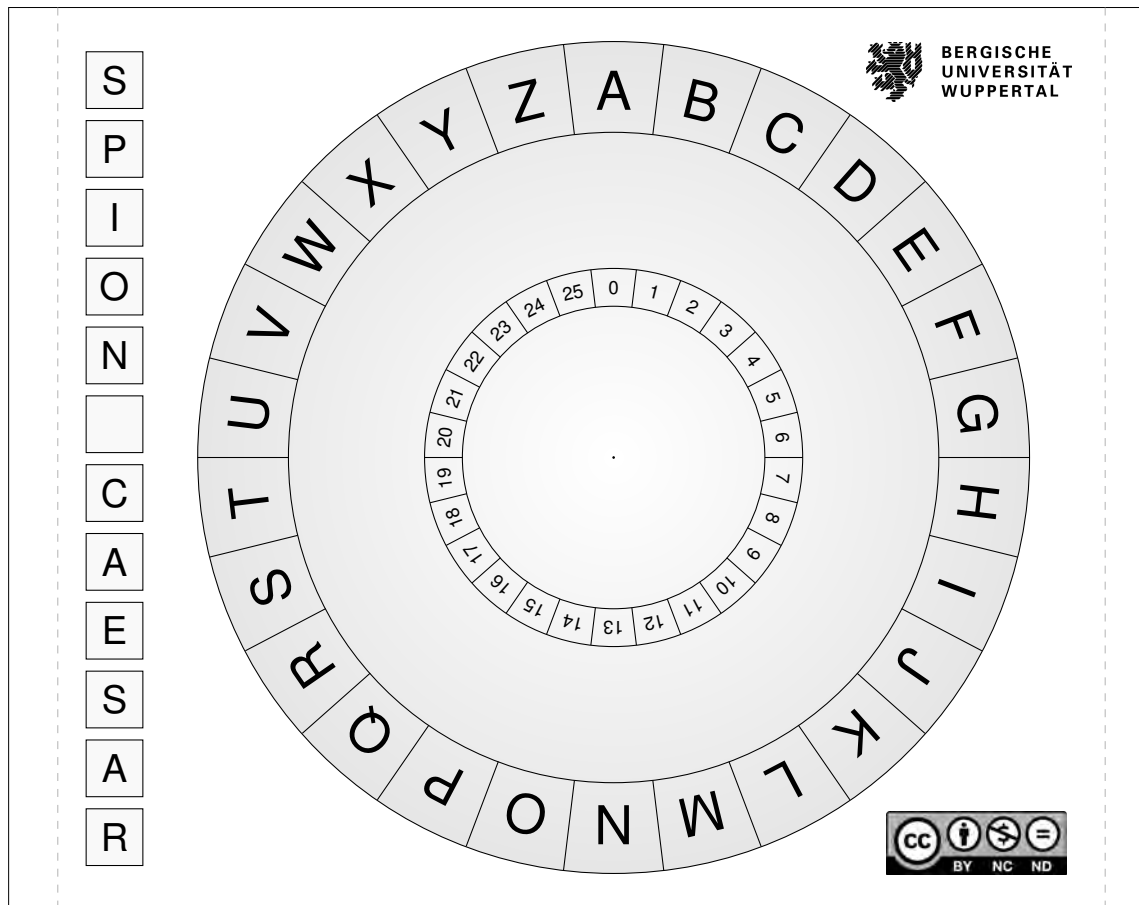 S
P
I
O
N
C
A
E
S
A
R
A
B
C
D
E
F
G
H
I
J
K
L
M
N
O
P
Q
R
S
T
U
V
W
X
Y
Z
0
1
2
3
4
5
6
7
8
9
10
11
12
13
14
15
16
17
18
19
20
21
22
23
24
25
BERGISCHE
UNIVERSITÄT
WUPPERTAL
CC $ =
BY NC ND